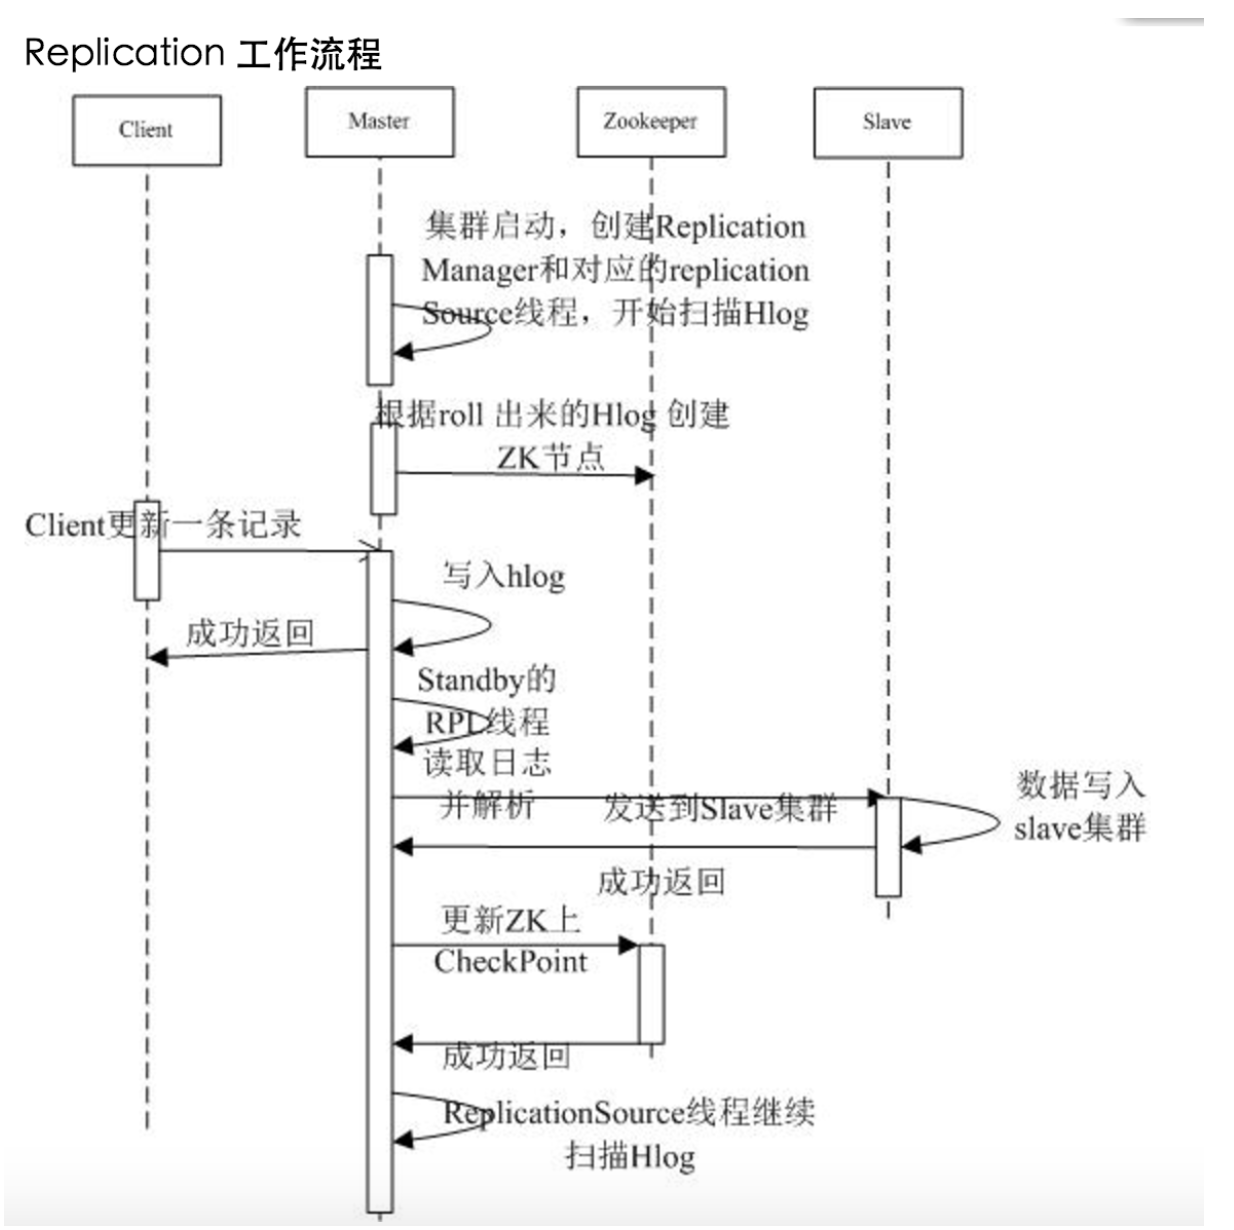 Replication 工作流程
Client
Master
Zookeeper
Slave
集群启动，创建Replication
Manager和对应的replication
Source线程，开始扫描Hlog
根据roll 出来的Hlog 创建
ZK节点
Client更新一条记录
写入hlog
成功返回
Standby的
RPL线程
读取日志
并解析
发送到Slave集群
数据写入
slave集群
成功返回
更新ZK上
CheckPoint
成功返回
ReplicationSource线程继续
扫描Hlog